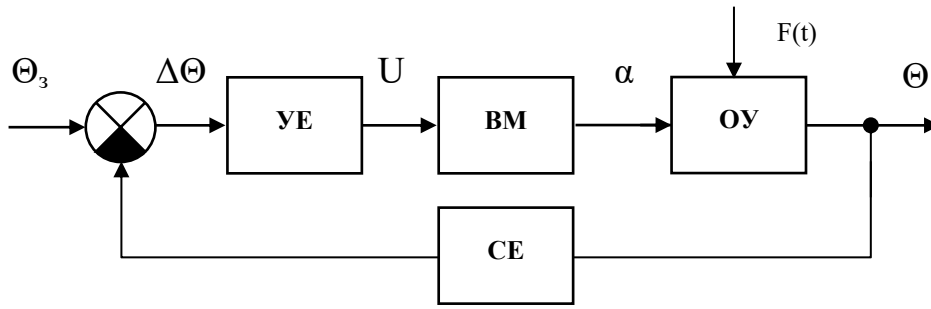 F(t)
Θз
ΔΘ
U
α
Θ
УЕ
ВМ
ОУ
СЕ